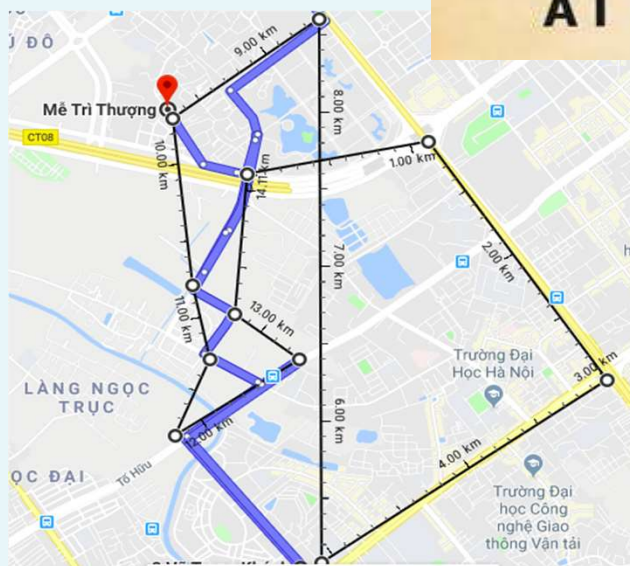 A I
9.00 km
Ụ ĐÔ
Mễ Trì Thượng
8.00 km
CT08
10.00 km
1.00 km
14.11 km
2.00 km
7.00 km
11.00 km
13.00 km
Trường Đại
Học Hà Nội
3.00 km
LÀNG NGỌC
TRỤC
6.00 km
12.00 km
4.00 km
ỌC ĐẠI
Tố Hữu
Trường Đại
học Công
nghệ Giao
thông Vận tải